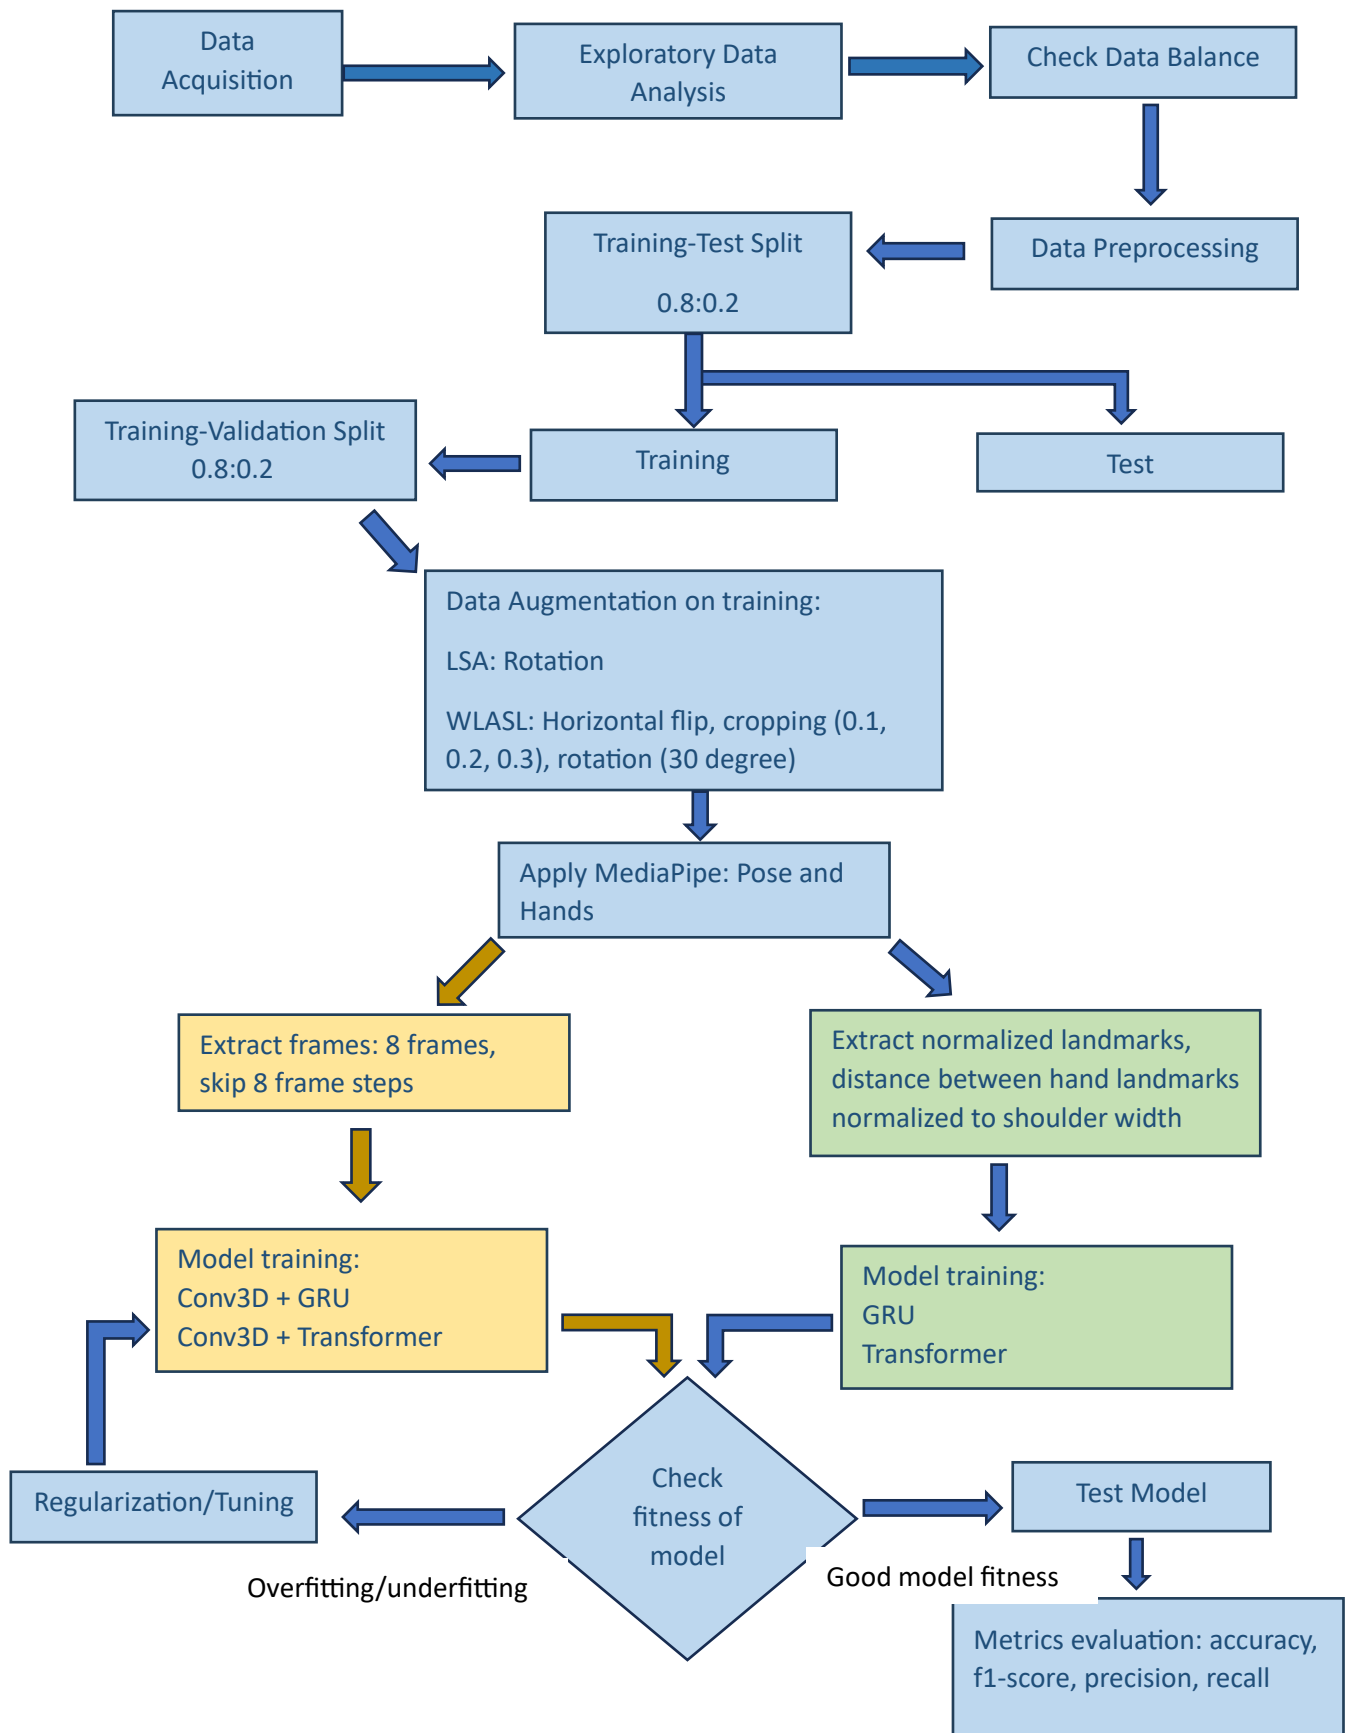 Data
Acquisition
Exploratory Data
Analysis
Check Data Balance
Training-Test Split
0.8:0.2
Data Preprocessing
Training-Validation Split
0.8:0.2
Training
Test
Data Augmentation on training:
LSA: Rotation
WLASL: Horizontal flip, cropping (0.1,
0.2, 0.3), rotation (30 degree)
Apply MediaPipe: Pose and
Hands
Extract frames: 8 frames,
skip 8 frame steps
Extract normalized landmarks,
distance between hand landmarks
normalized to shoulder width
Model training:
Conv3D + GRU
Conv3D + Transformer
Model training:
GRU
Transformer
Regularization/Tuning
Check
fitness of
model
Test Model
Overfitting/underfitting
Good model fitness
Metrics evaluation: accuracy,
f1-score, precision, recall